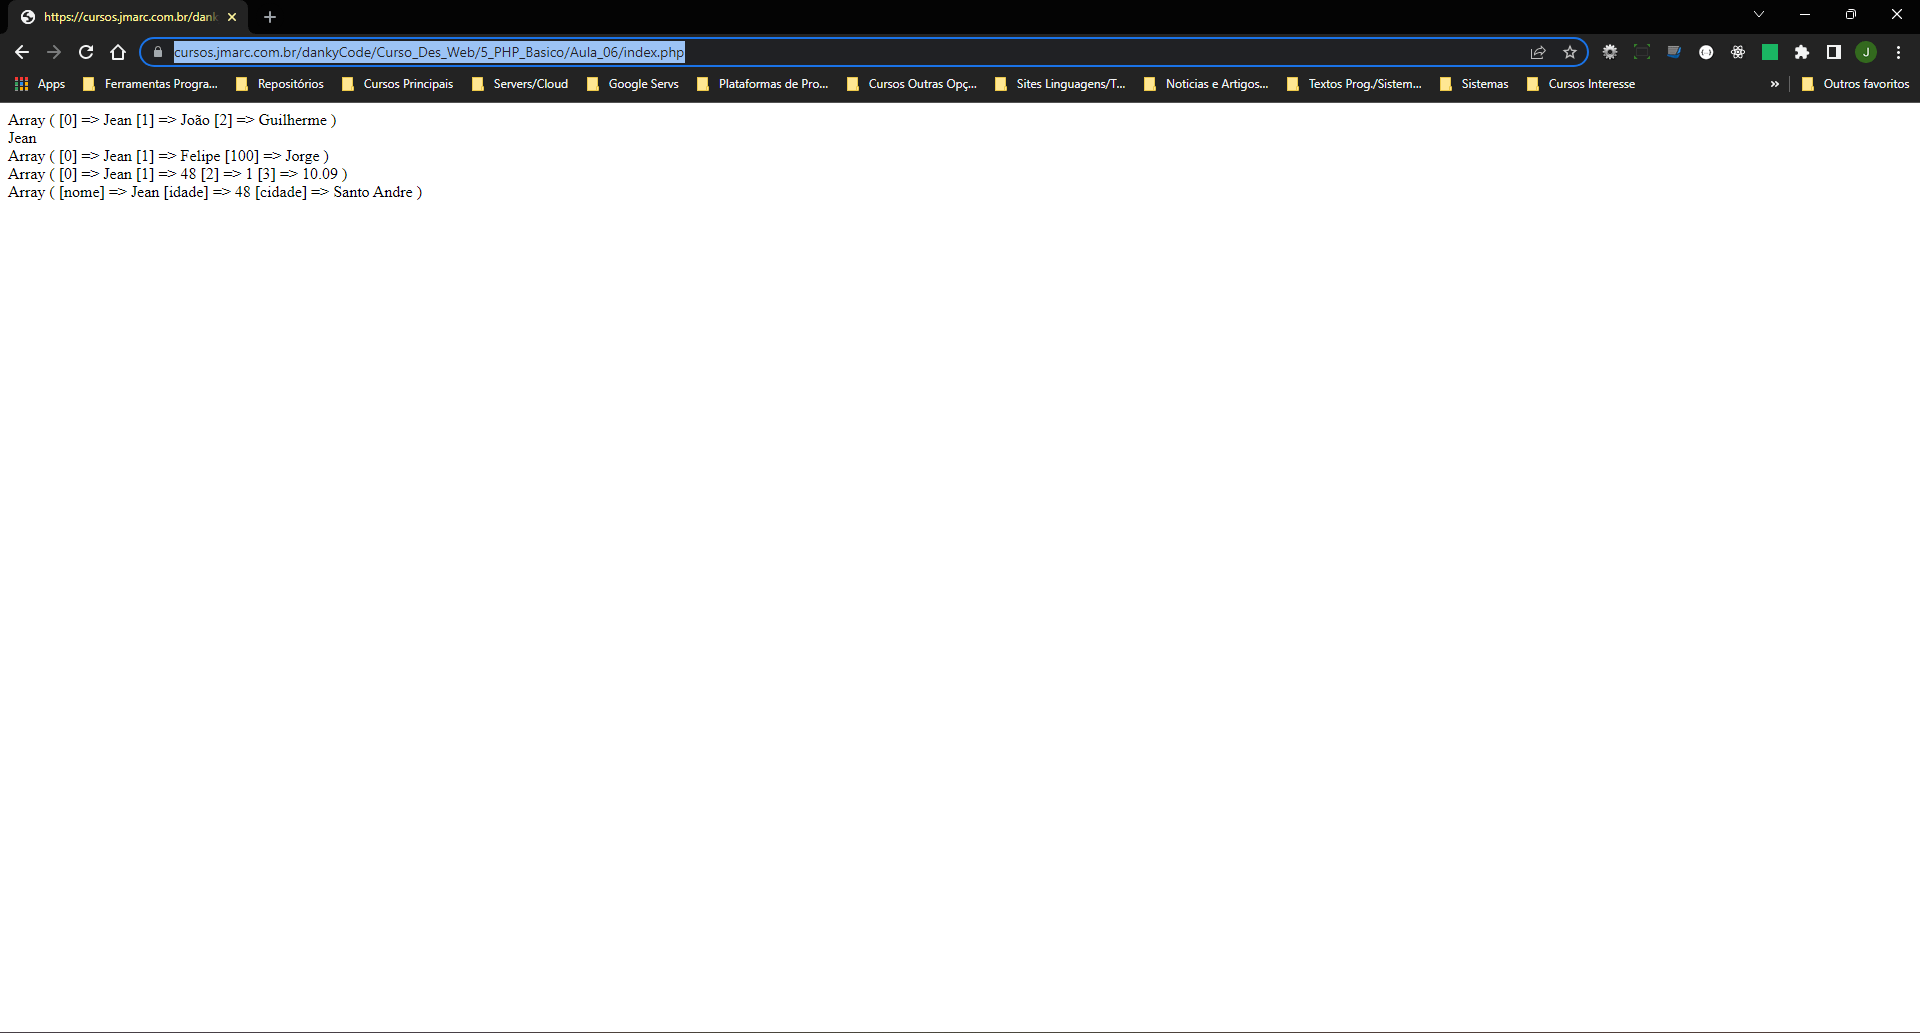 https://cursos.jmarc.com.br/dank
cursos.jmarc.com.br/dankyCode/Curso_Des_Web/5_PHP_Basico/Aula_06/index.php
J
Apps Ferramentas Progra... Repositórios Cursos Principais Servers/Cloud Google Servs Plataformas de Pro... Cursos Outras Opç... Sites Linguagens/T... Noticias e Artigos... Textos Prog./Sistem... Sistemas Cursos Interesse » Outros favoritos
Array ( [0] => Jean [1] => João [2] => Guilherme )
Jean
Array ( [0] => Jean [1] => Felipe [100] => Jorge )
Array ( [0] => Jean [1] => 48 [2] => 1 [3] => 10.09 )
Array ( [nome] => Jean [idade] => 48 [cidade] => Santo Andre )